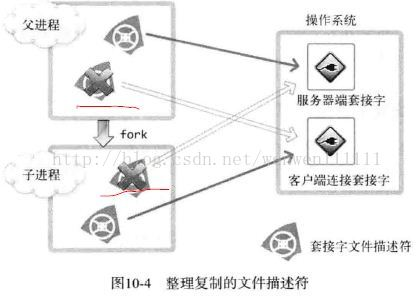 父进程
操作系统
服务器端套接字
fork
子进程
客户端连接套接字
套接字文件描述符
图10-4 整理复制的文件描述符